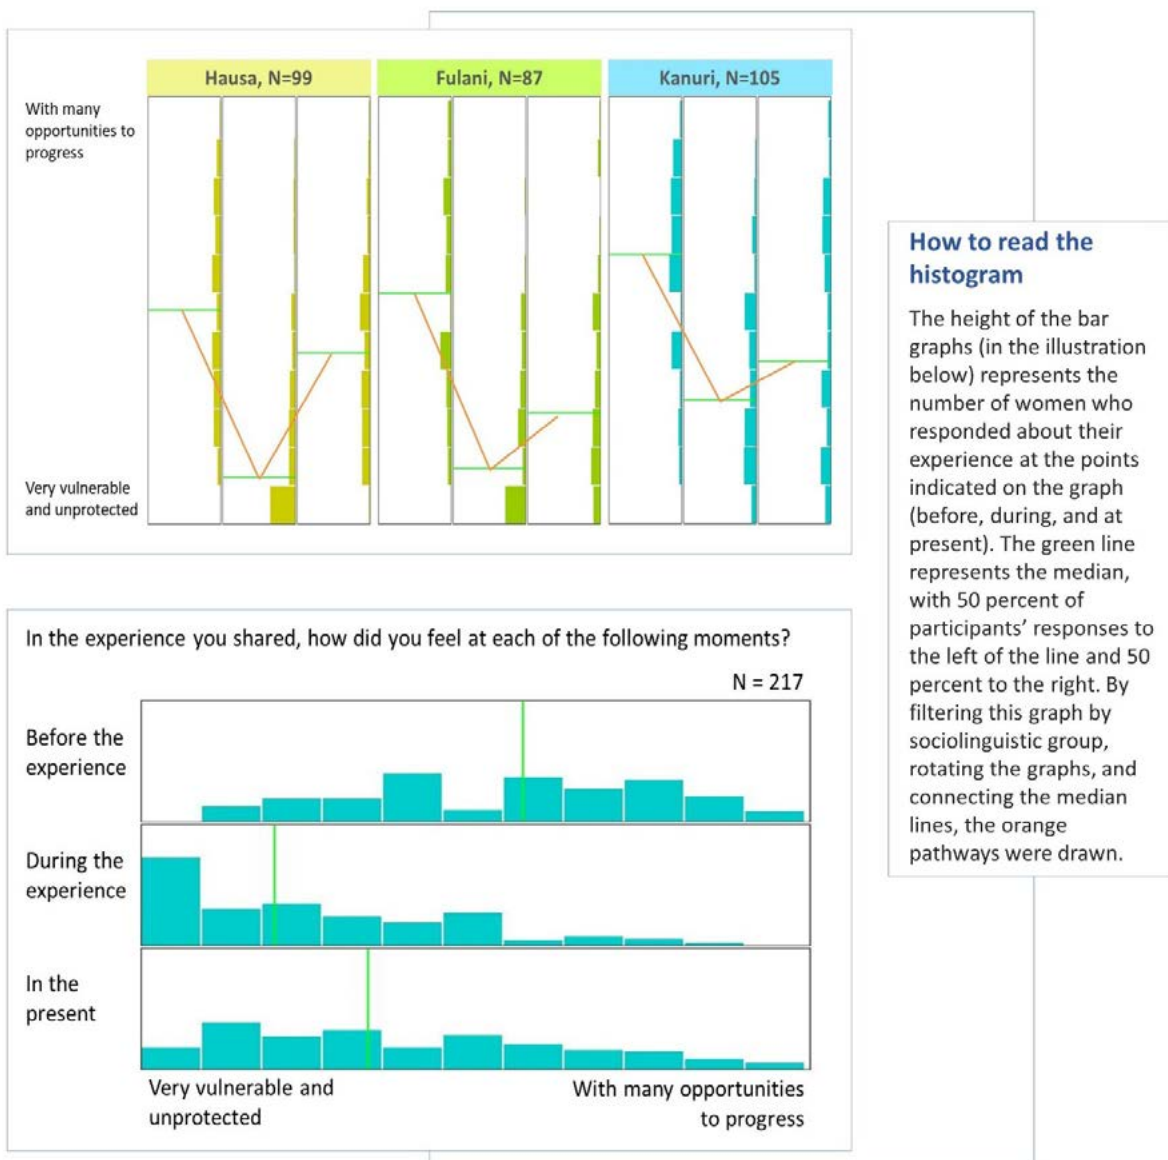 Hausa, N=99
Fulani, N=87
Kanuri, N=105
With many
opportunities to
progress
Very vulnerable
and unprotected
How to read the
histogram
The height of the bar
graphs (in the illustration
below) represents the
number of women who
responded about their
experience at the points
indicated on the graph
(before, during, and at
present). The green line
represents the median,
with 50 percent of
participants’ responses to
the left of the line and 50
percent to the right. By
filtering this graph by
sociolinguistic group,
rotating the graphs, and
connecting the median
lines, the orange
pathways were drawn.
In the experience you shared, how did you feel at each of the following moments?
N = 217
Before the
experience
During the
experience
In the
present
Very vulnerable and
unprotected
With many opportunities
to progress